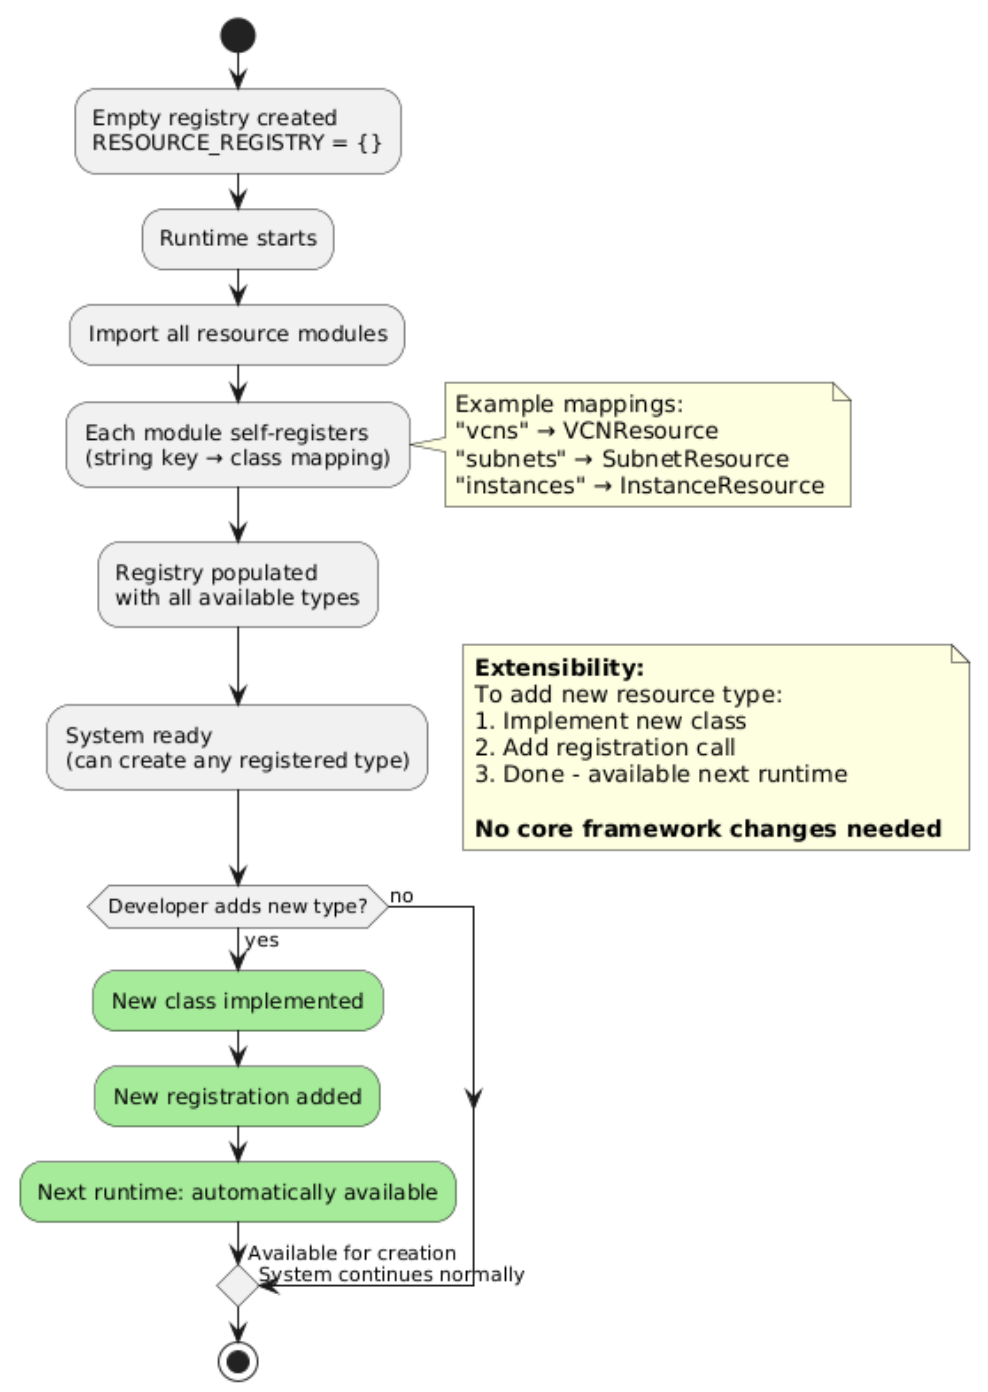 Empty registry created
RESOURCE_REGISTRY = {}
Runtime starts
Import all resource modules
Each module self-registers
(string key → class mapping)
Example mappings:
"vcns" → VCNResource
"subnets" → SubnetResource
"instances" → InstanceResource
Registry populated
with all available types
System ready
(can create any registered type)
Extensibility:
To add new resource type:
1. Implement new class
2. Add registration call
3. Done - available next runtime
No core framework changes needed
Developer adds new type?
no
yes
New class implemented
New registration added
Next runtime: automatically available
Available for creation
System continues normally